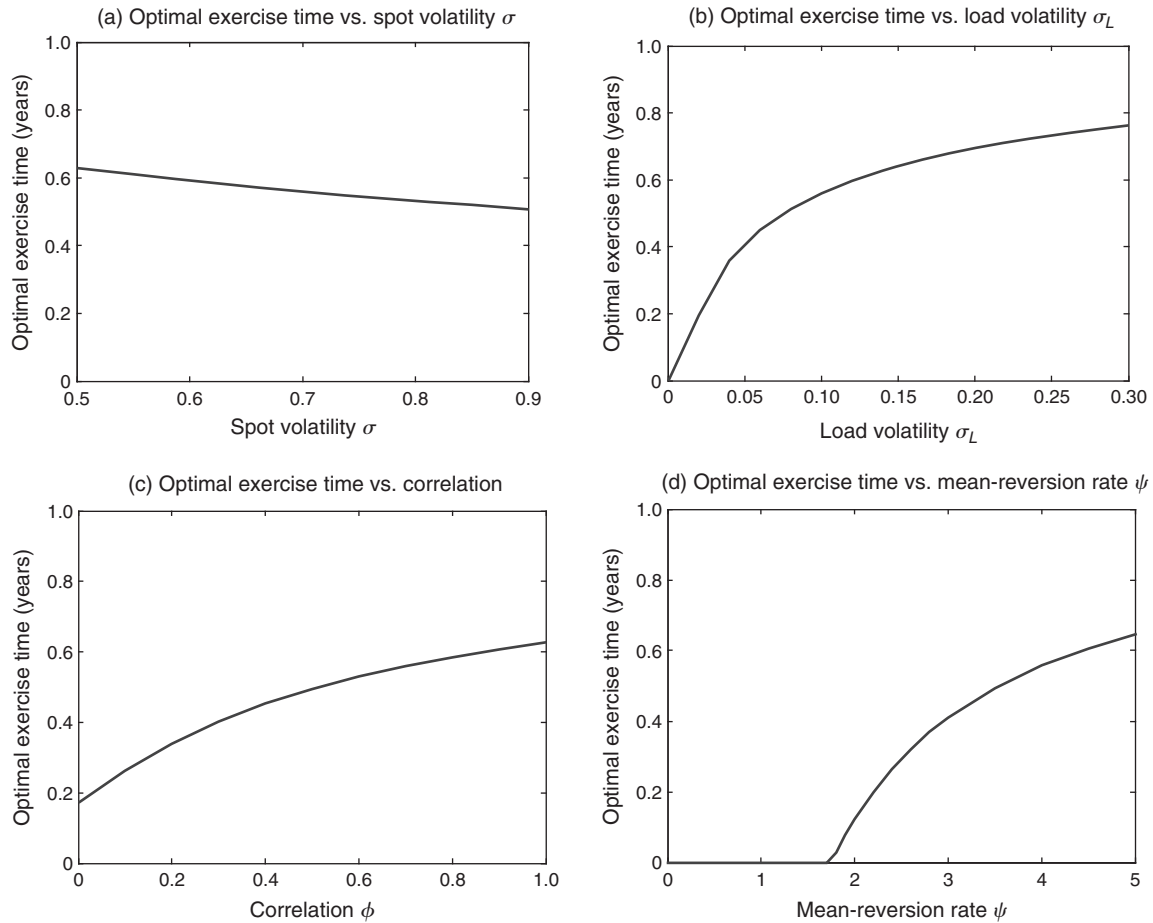 (a) Optimal exercise time vs. spot volatility σ
Optimal exercise time (years)
1.0
0.8
0.6
0.4
0.2
0
0.5 0.6 0.7 0.8 0.9
Spot volatility σ
(b) Optimal exercise time vs. load volatility σ_L
Optimal exercise time (years)
1.0
0.8
0.6
0.4
0.2
0
0 0.05 0.10 0.15 0.20 0.25 0.30
Load volatility σ_L
(c) Optimal exercise time vs. correlation
Optimal exercise time (years)
1.0
0.8
0.6
0.4
0.2
0
0 0.2 0.4 0.6 0.8 1.0
Correlation ϕ
(d) Optimal exercise time vs. mean-reversion rate ψ
Optimal exercise time (years)
1.0
0.8
0.6
0.4
0.2
0
0 1 2 3 4 5
Mean-reversion rate ψ